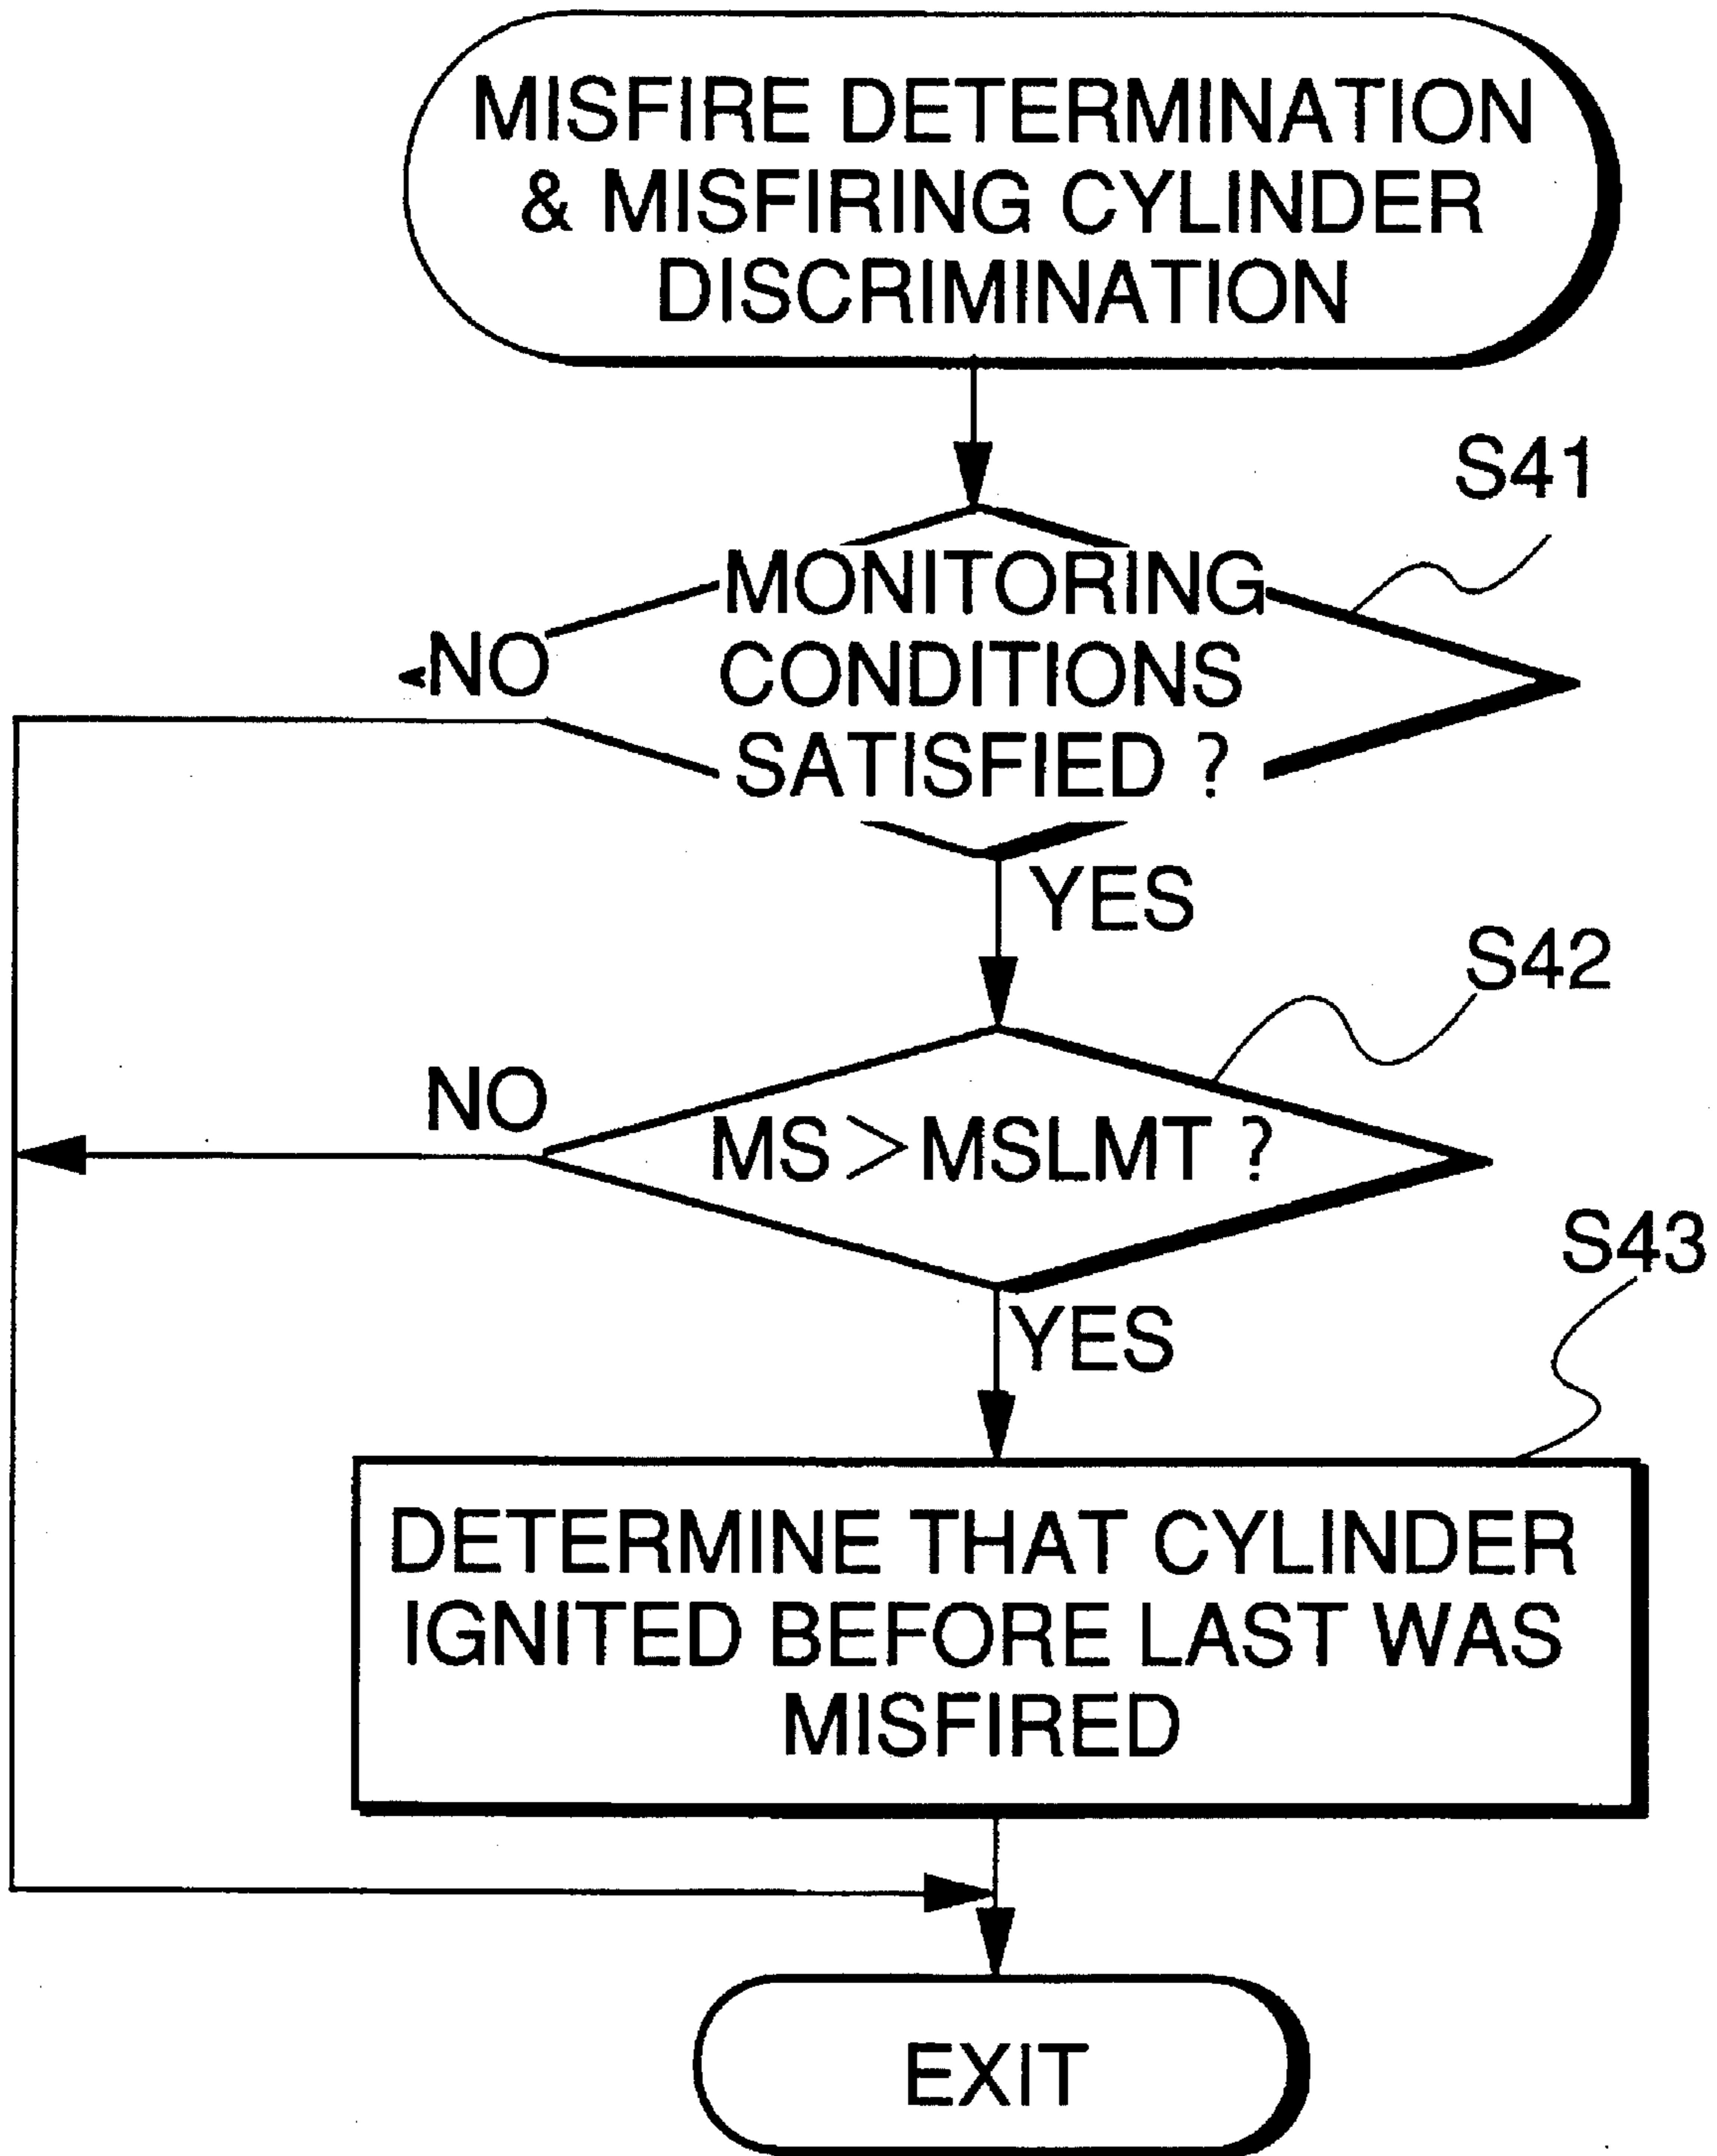 MISFIRE DETERMINATION
& MISFIRING CYLINDER
DISCRIMINATION
S41
MONITORING
CONDITIONS
SATISFIED ?
NO
YES
S42
MS > MSLMT ?
NO
YES
S43
DETERMINE THAT CYLINDER
IGNITED BEFORE LAST WAS
MISFIRED
EXIT